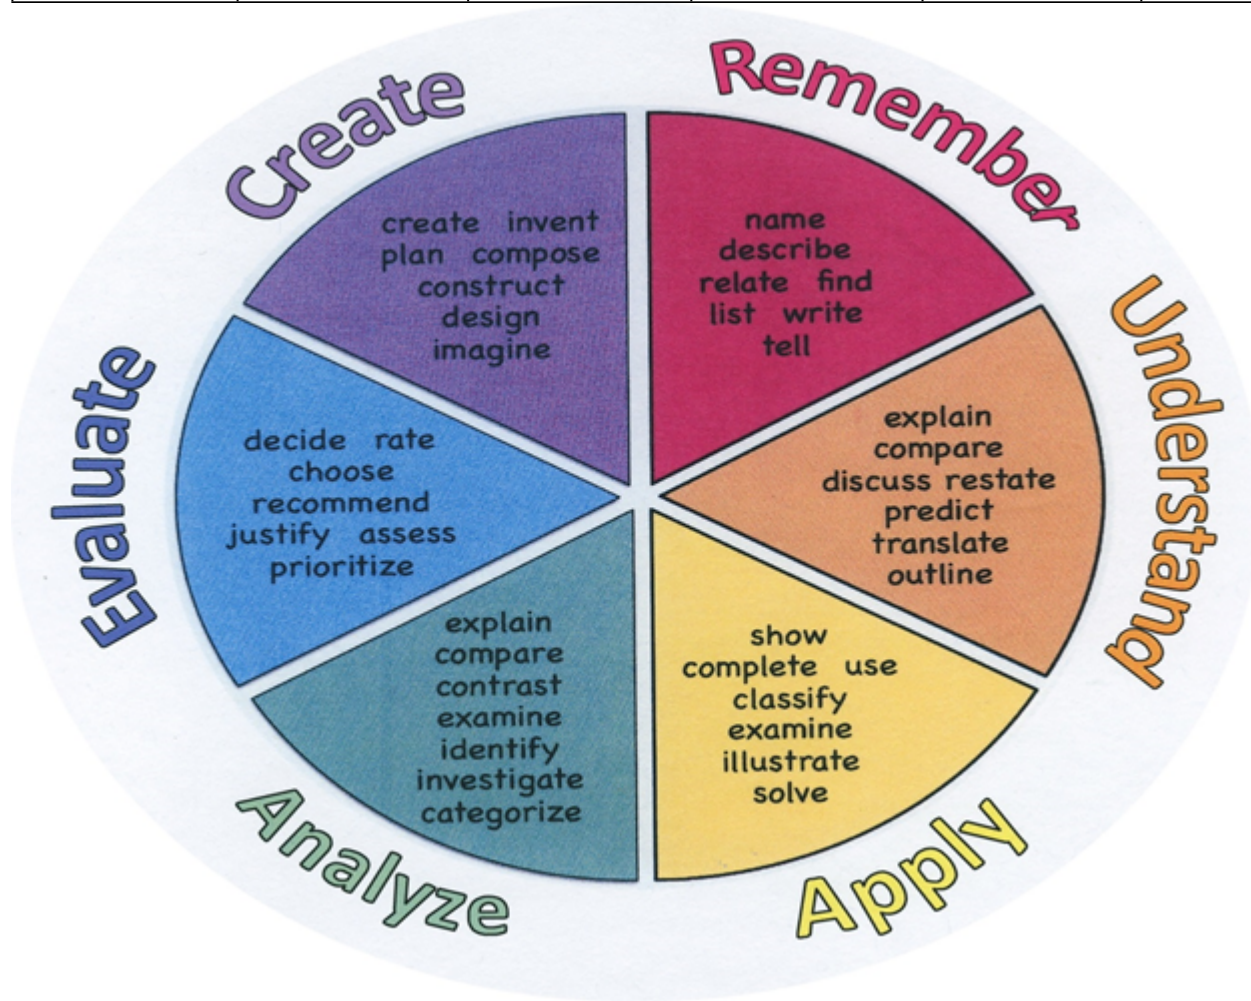 Remember
name
describe
relate find
list write
tell
Understand
explain
compare
discuss restate
predict
translate
outline
Apply
show
complete use
classify
examine
illustrate
solve
Analyze
explain
compare
contrast
examine
identify
investigate
categorize
Evaluate
decide rate
choose
recommend
justify assess
prioritize
Create
create invent
plan compose
construct
design
imagine